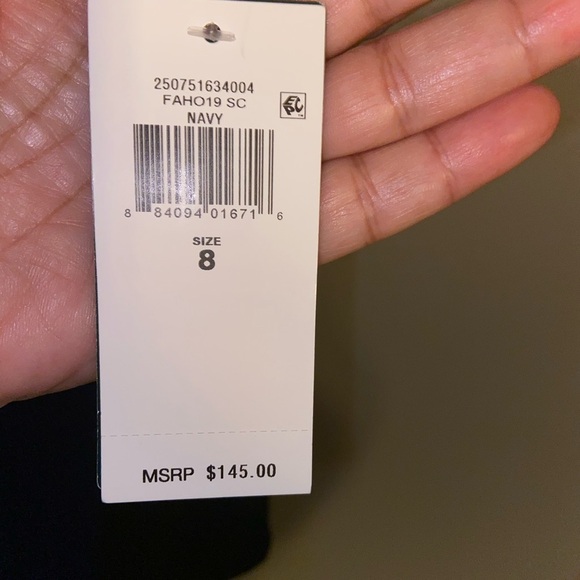 250751634004
FAHO19 SC
NAVY
8 84094 01671 6
SIZE
8
MSRP $145.00